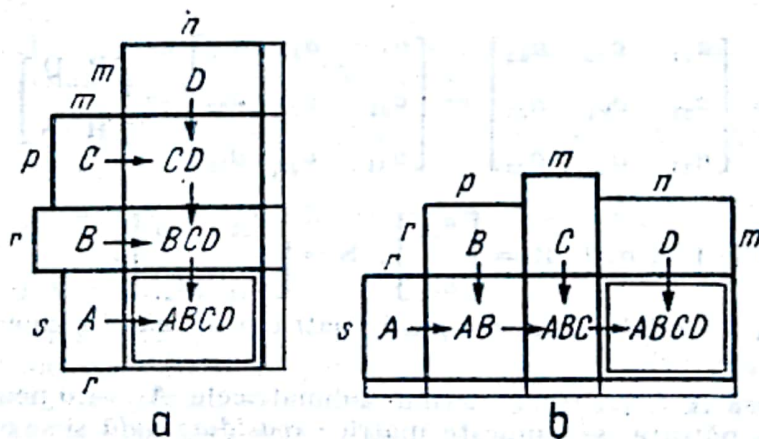 n
m D
m
p C CD
r B BCD
s A ABCD
r
a
m
p n
r B C D m
r
s A AB ABC ABCD
b